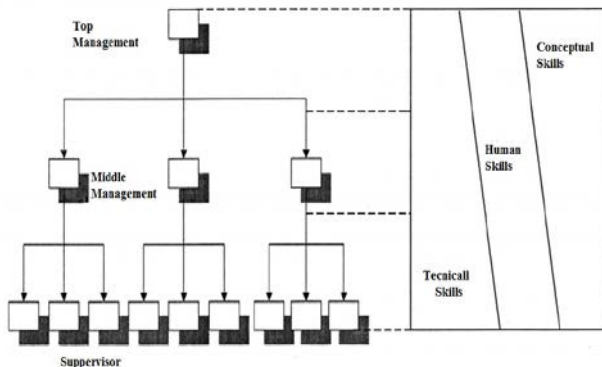 Top
Management
Conceptual
Skills
Human
Skills
Middle
Management
Tecnicall
Skills
Suppervisor